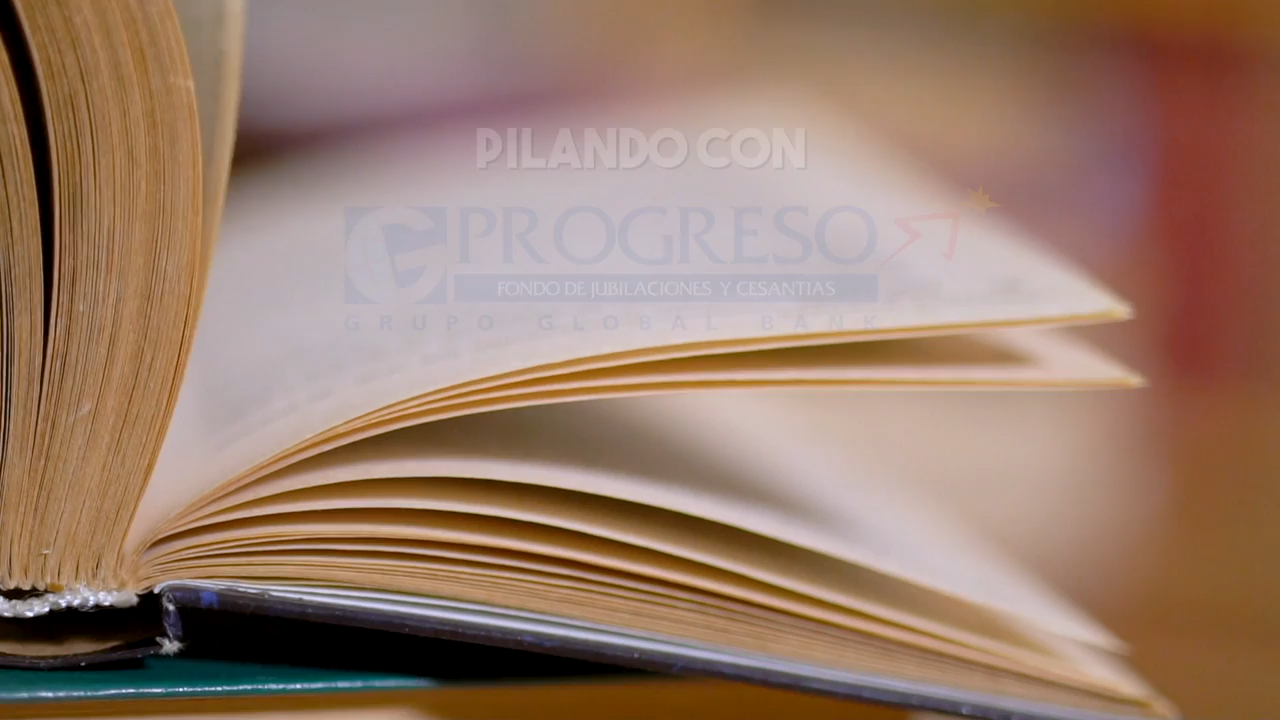 PILANDO CON
PROGRESO
FONDO DE JUBILACIONES Y CESANTIAS
GRUPO GLOBAL BANK